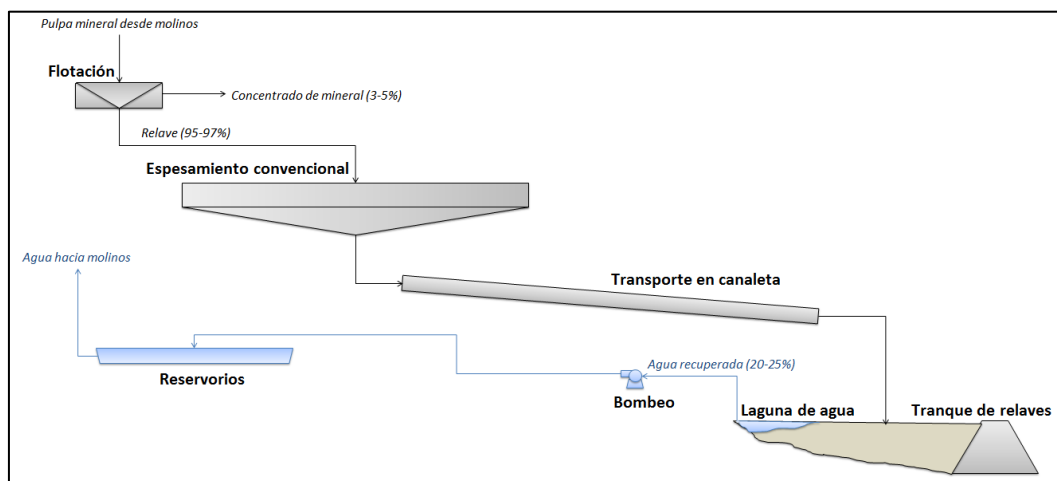 Pulpa mineral desde molinos
Flotación
Concentrado de mineral (3-5%)
Relave (95-97%)
Espesamiento convencional
Agua hacia molinos
Transporte en canaleta
Agua recuperada (20-25%)
Reservorios
Bombeo
Laguna de agua
Tranque de relaves